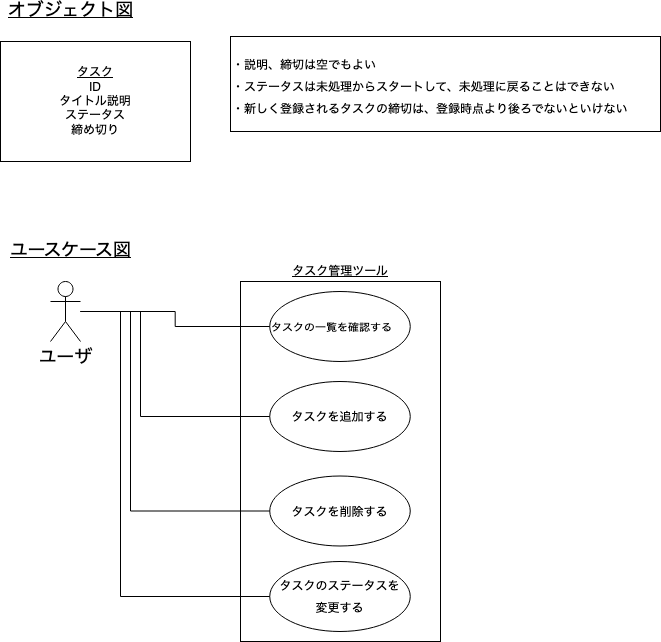 オブジェクト図
タスク
ID
タイトル説明
ステータス
締め切り
・説明、締切は空でもよい
・ステータスは未処理からスタートして、未処理に戻ることはできない
・新しく登録されるタスクの締切は、登録時点より後ろでないといけない
ユースケース図
タスク管理ツール
ユーザ
タスクの一覧を確認する
タスクを追加する
タスクを削除する
タスクのステータスを
変更する